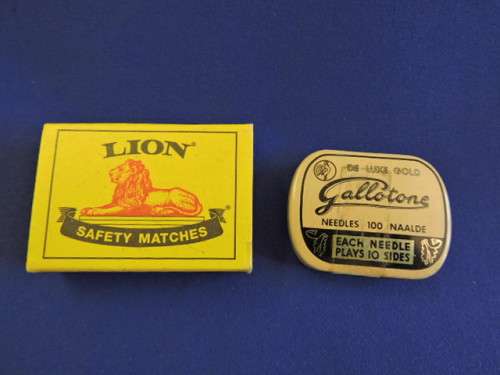 LION®
SAFETY MATCHES
DE-LUXE GOLD
Gallotone
NEEDLES 100 NAALDE
EACH NEEDLE
PLAYS 10 SIDES